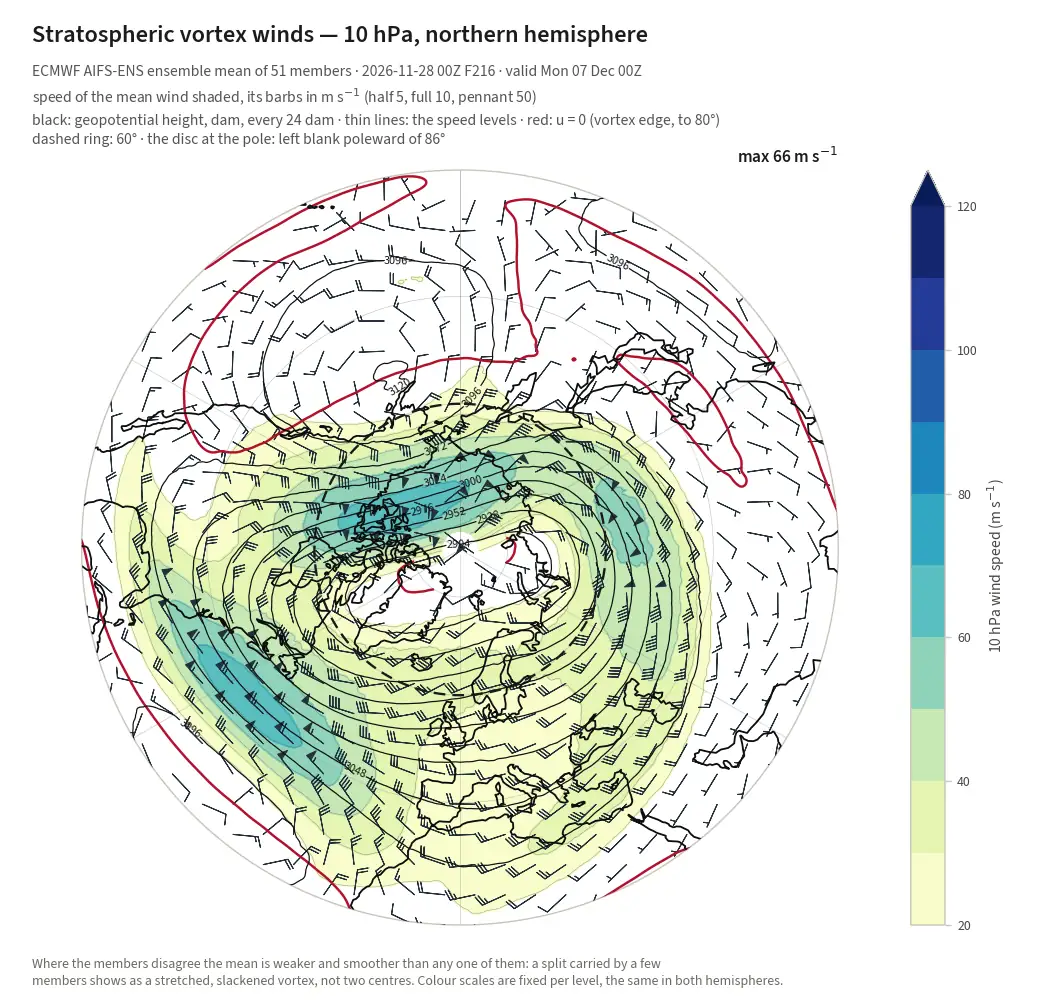 Stratospheric vortex winds — 10 hPa, northern hemisphere
ECMWF AIFS-ENS ensemble mean of 51 members · 2026-11-28 00Z F216 · valid Mon 07 Dec 00Z
speed of the mean wind shaded, its barbs in m s⁻¹ (half 5, full 10, pennant 50)
black: geopotential height, dam, every 24 dam · thin lines: the speed levels · red: u = 0 (vortex edge, to 80°)
dashed ring: 60° · the disc at the pole: left blank poleward of 86°
max 66 m s⁻¹
120
100
80
60
40
20
10 hPa wind speed (m s⁻¹)
3096
3096
3120
3096
3072
3024
3000
2952
2928
2904
3096
3048
Where the members disagree the mean is weaker and smoother than any one of them: a split carried by a few
members shows as a stretched, slackened vortex, not two centres. Colour scales are fixed per level, the same in both hemispheres.